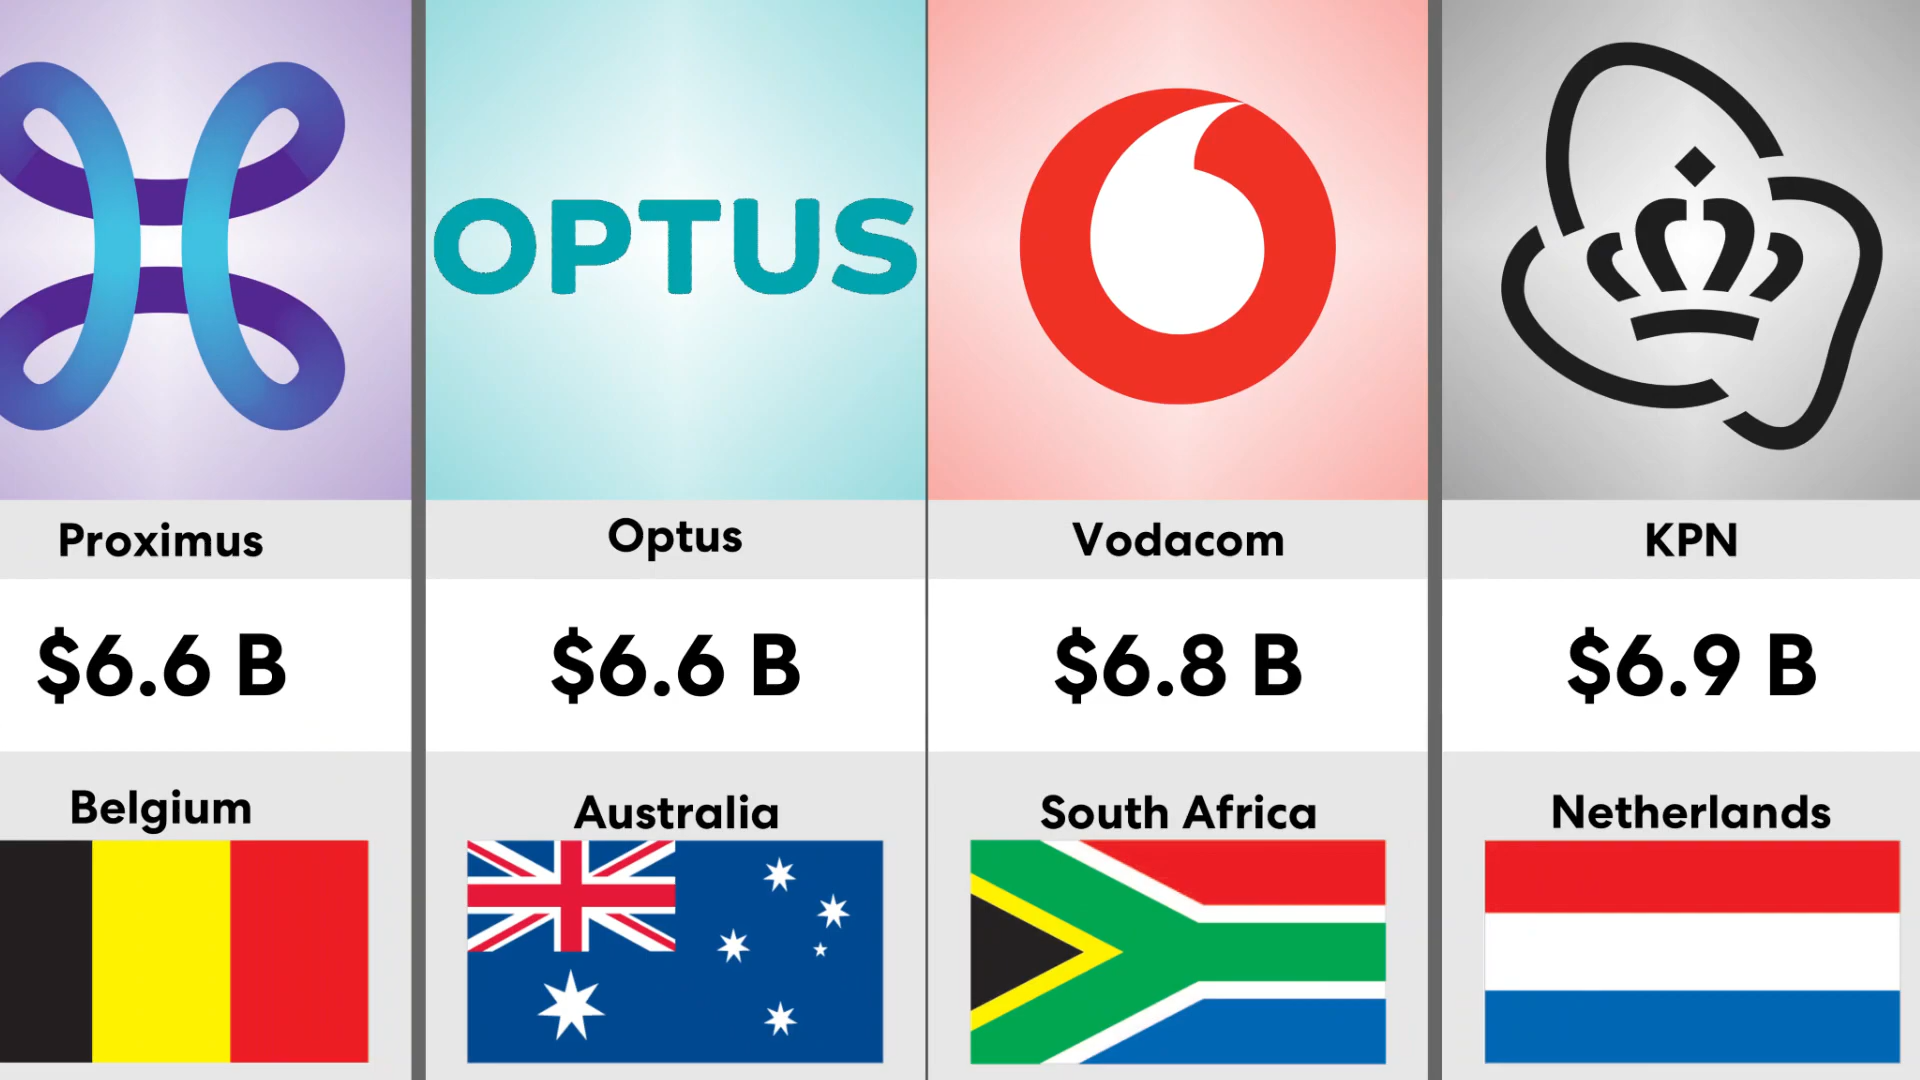 OPTUS
Proximus
Optus
Vodacom
KPN
$6.6 B
$6.6 B
$6.8 B
$6.9 B
Belgium
Australia
South Africa
Netherlands